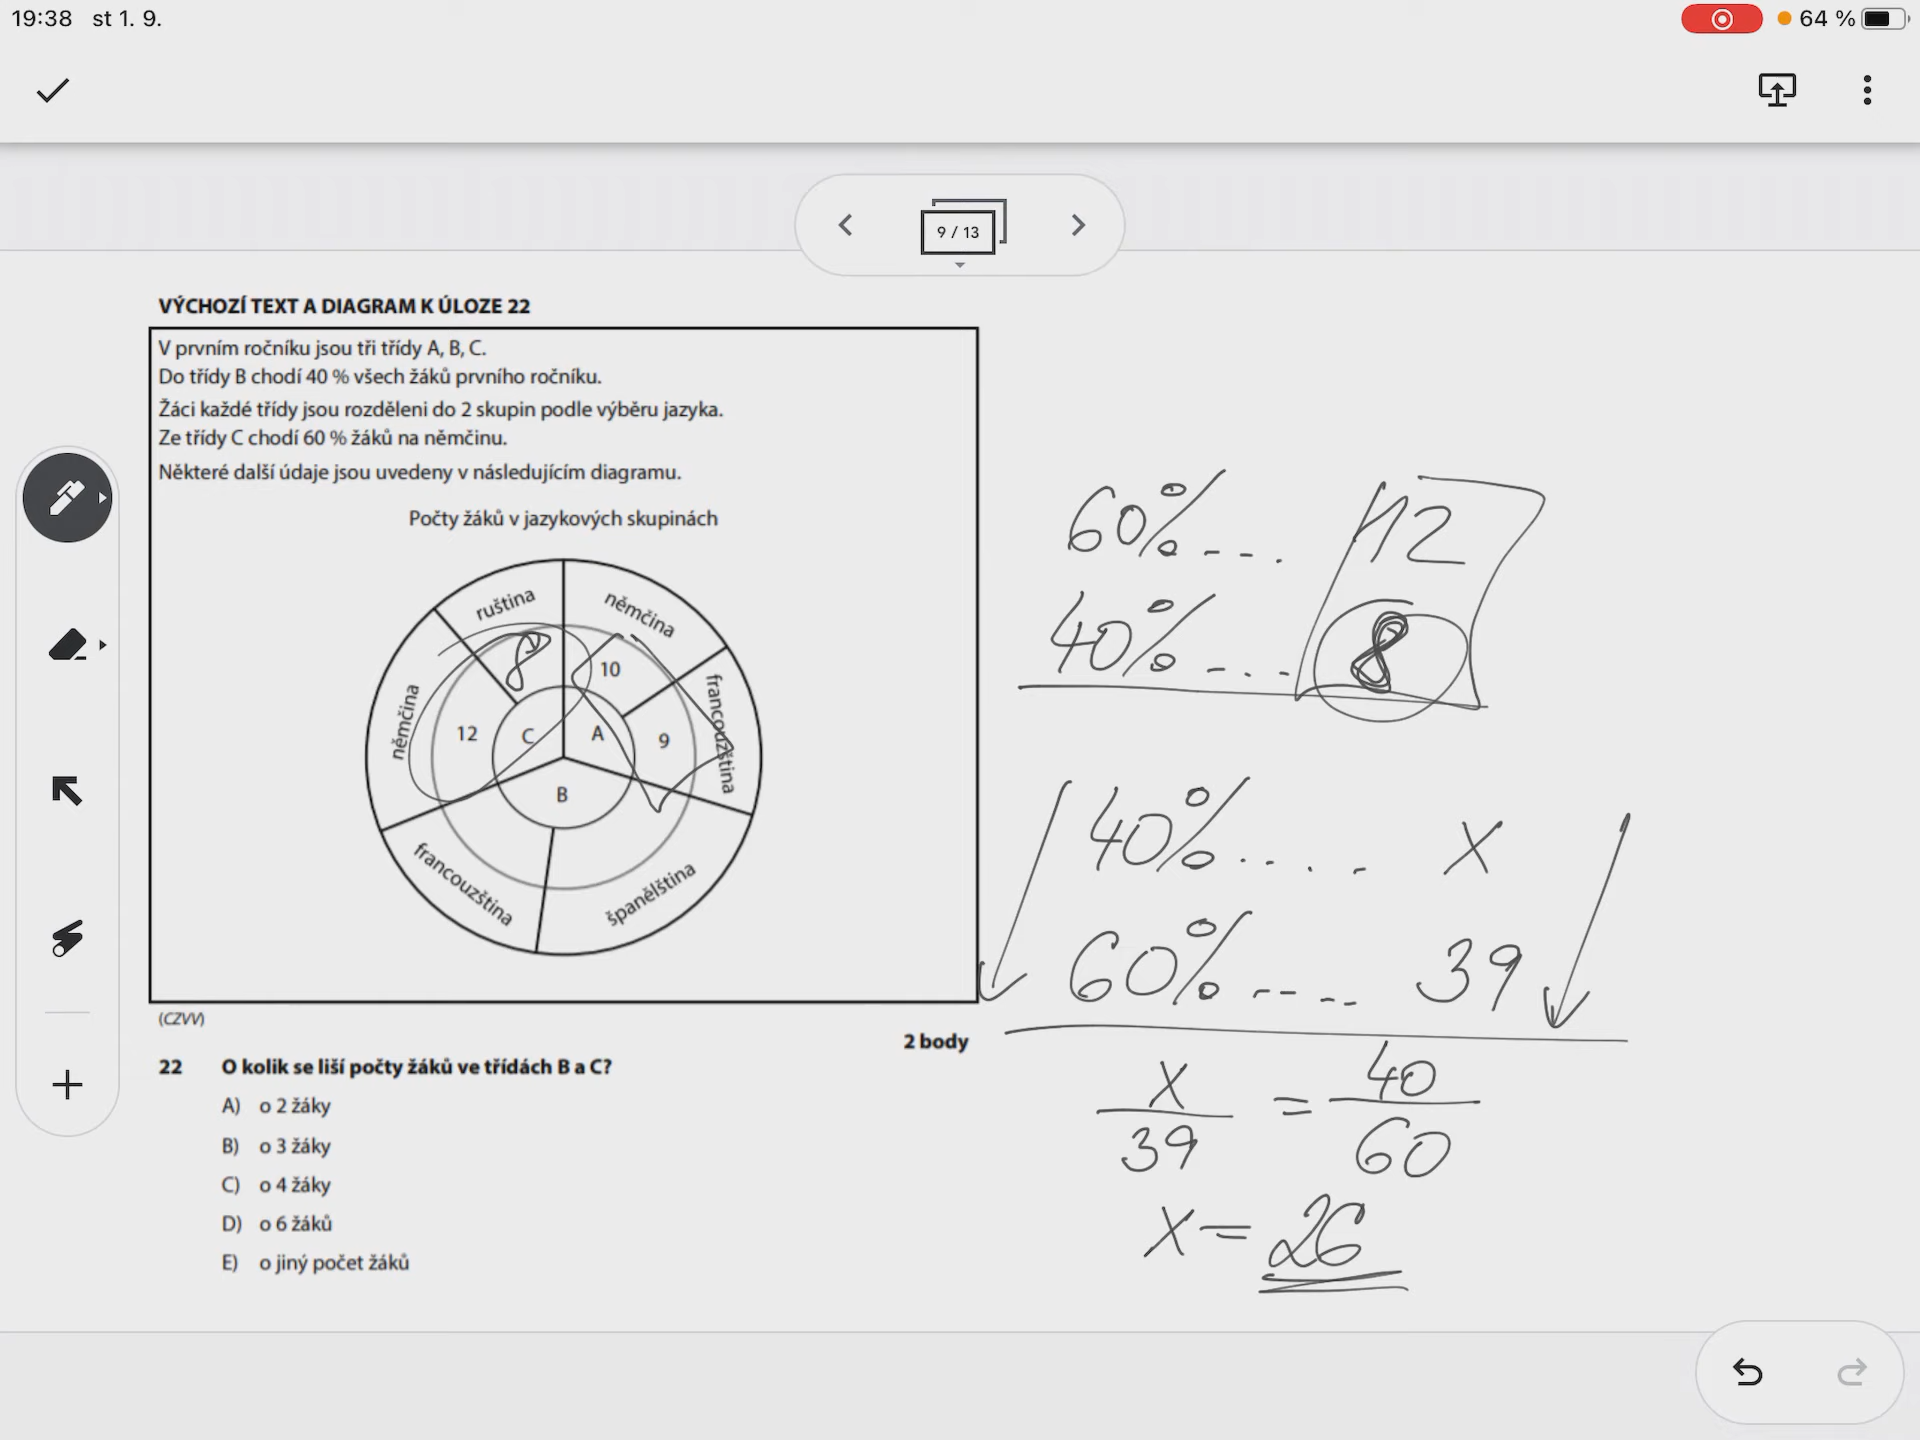 19:38 st 1. 9.
64 %
9 / 13
VÝCHOZÍ TEXT A DIAGRAM K ÚLOZE 22
V prvním ročníku jsou tři třídy A, B, C.
Do třídy B chodí 40 % všech žáků prvního ročníku.
Žáci každé třídy jsou rozděleni do 2 skupin podle výběru jazyka.
Ze třídy C chodí 60 % žáků na němčinu.
Některé další údaje jsou uvedeny v následujícím diagramu.
Počty žáků v jazykových skupinách
ruština
němčina
8
10
němčina
francouzština
12
C
A
9
B
francouzština
španělština
(CZVV)
2 body
22 O kolik se liší počty žáků ve třídách B a C?
A) o 2 žáky
B) o 3 žáky
C) o 4 žáky
D) o 6 žáků
E) o jiný počet žáků
60% --- 12
40% --- 8
40% .... x
60% ---- 39
x/39 = 40/60
x = 26